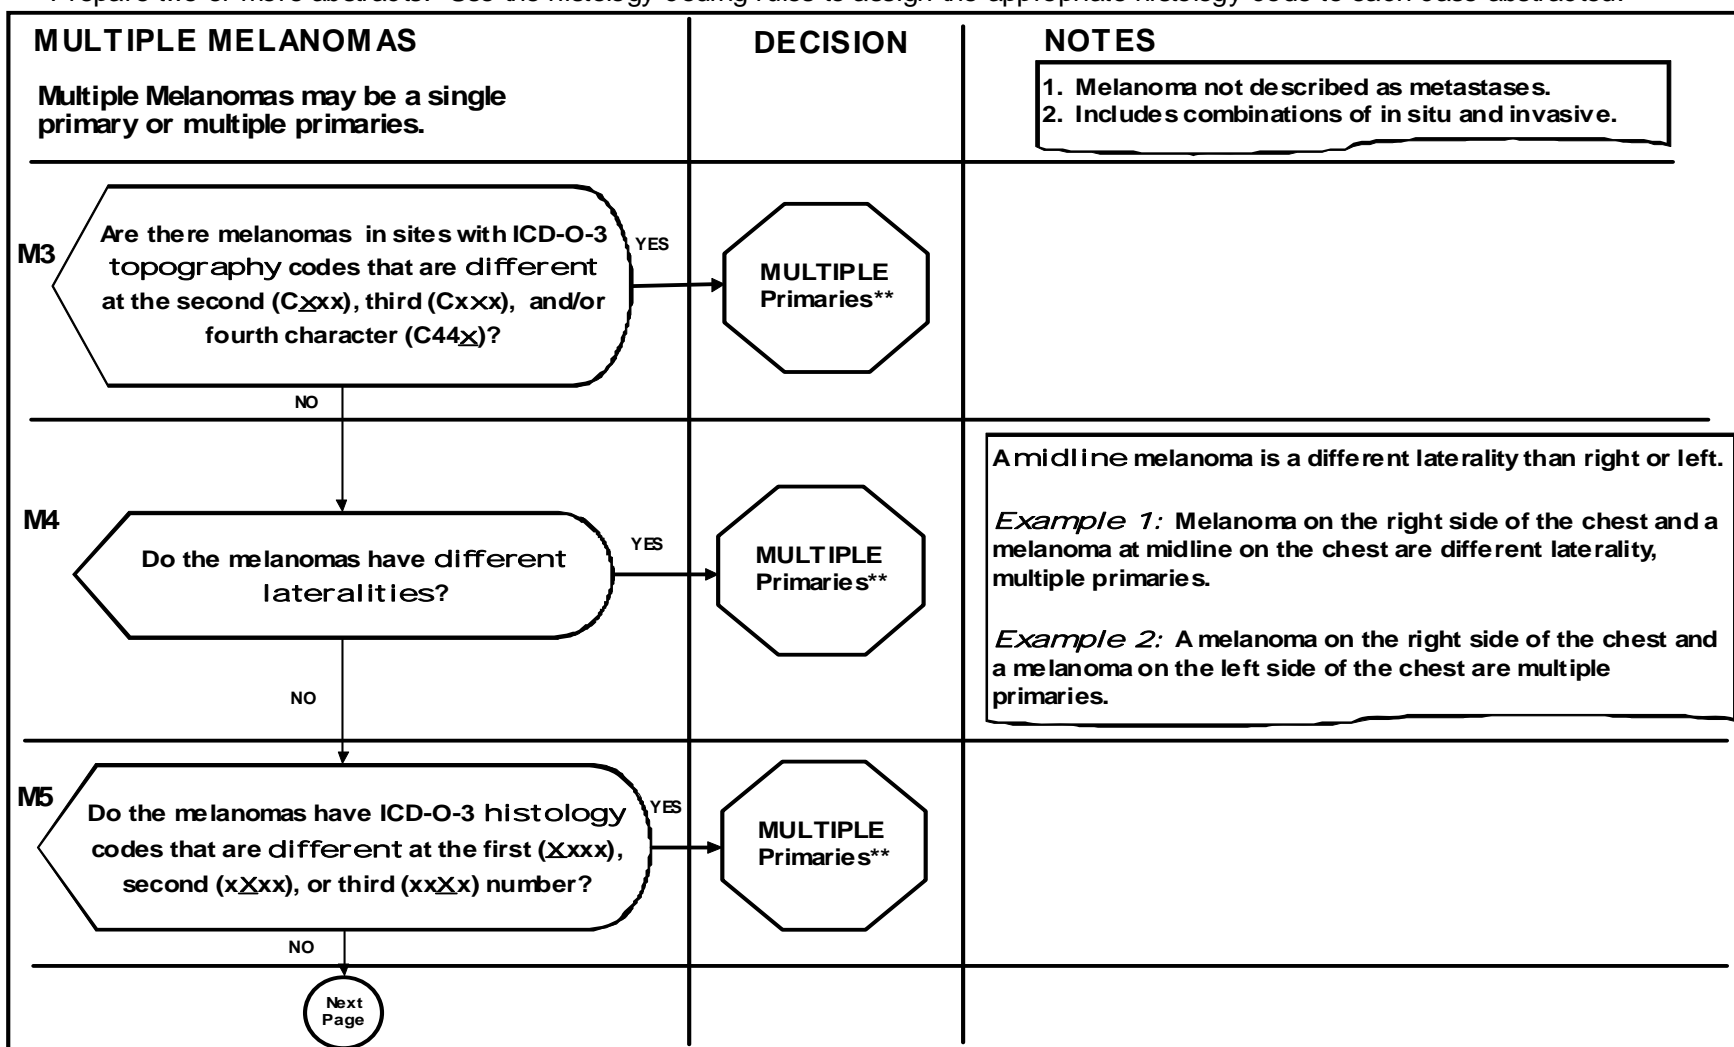 Prepare two or more abstracts. See the histology coding rules to assign the appropriate histology code to each case abstracted.
MULTIPLE MELANOMAS
DECISION
NOTES
Multiple Melanomas may be a single
primary or multiple primaries.
1. Melanoma not described as metastases.
2. Includes combinations of in situ and invasive.
M3
Are there melanomas in sites with ICD-O-3
topography codes that are different
at the second (Cxxx), third (Cxxx), and/or
fourth character (C44x)?
YES
MULTIPLE
Primaries**
NO
M4
Do the melanomas have different
lateralities?
YES
MULTIPLE
Primaries**
A midline melanoma is a different laterality than right or left.
Example 1: Melanoma on the right side of the chest and a
melanoma at midline on the chest are different laterality,
multiple primaries.
Example 2: A melanoma on the right side of the chest and
a melanoma on the left side of the chest are multiple
primaries.
NO
M5
Do the melanomas have ICD-O-3 histology
codes that are different at the first (Xxxx),
second (xXxx), or third (xxXx) number?
YES
MULTIPLE
Primaries**
NO
Next
Page